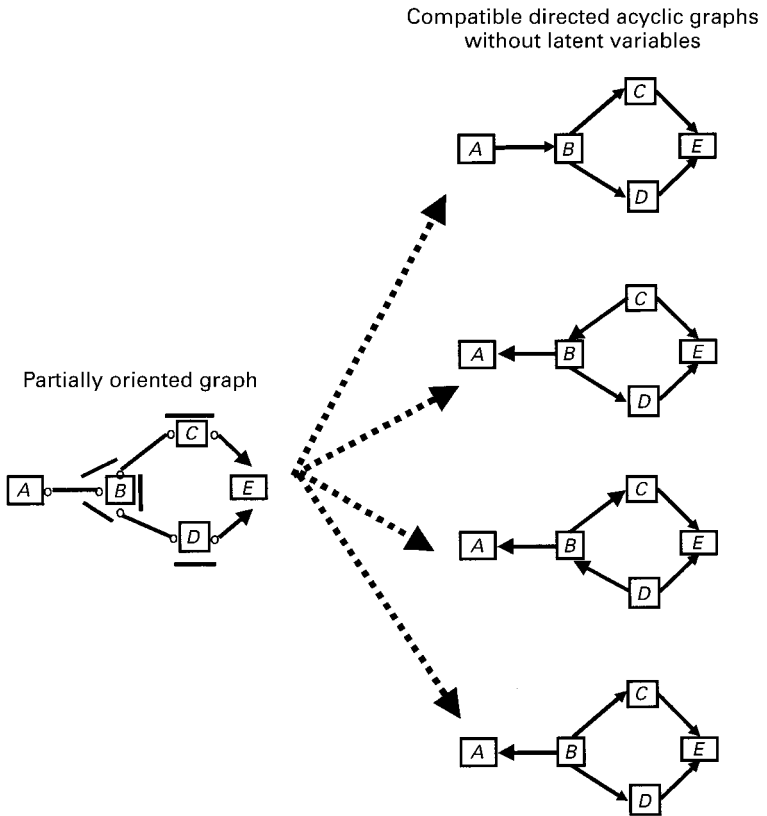 Compatible directed acyclic graphs
without latent variables
C
A B E
D
C
A B E
D
Partially oriented graph
C
A B E
D
C
A B E
D
C
A B E
D